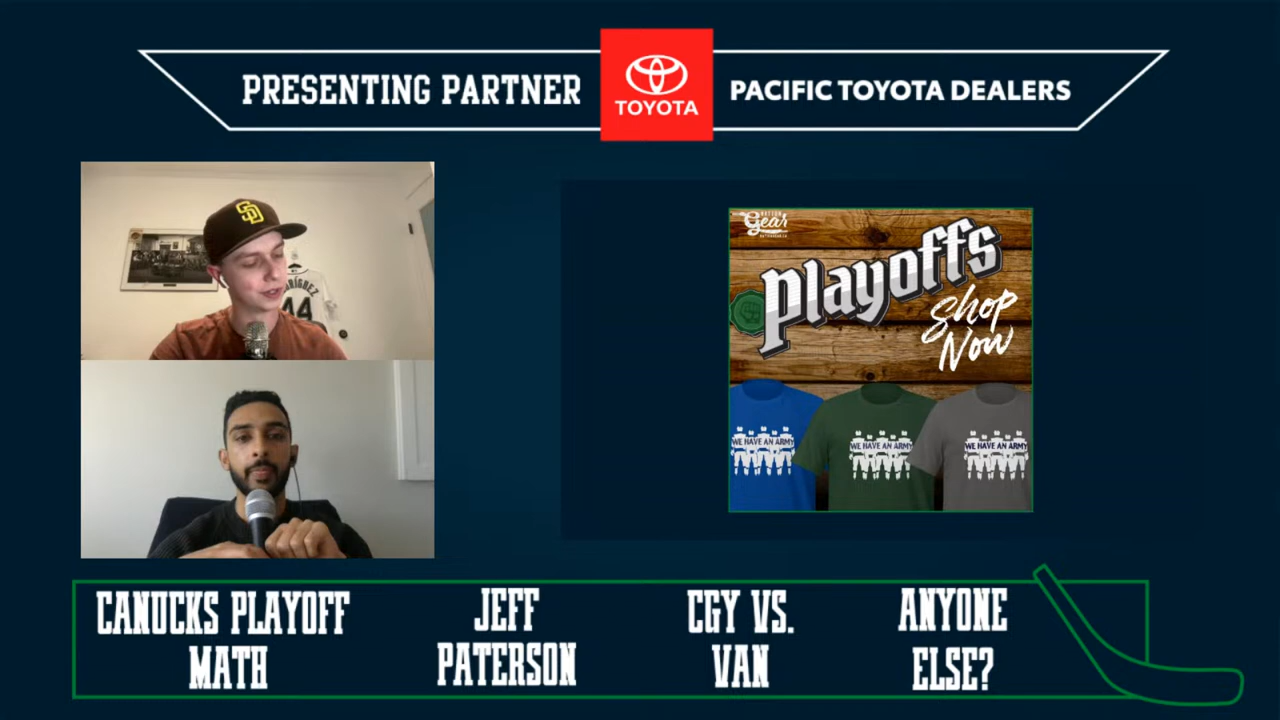 PRESENTING PARTNER
TOYOTA
PACIFIC TOYOTA DEALERS
SD
44
Gear
Playoffs
Shop
Now
WE HAVE AN ARMY
WE HAVE AN ARMY
WE HAVE AN ARMY
CANUCKS PLAYOFF
MATH
JEFF
PATERSON
CGY VS.
VAN
ANYONE
ELSE?